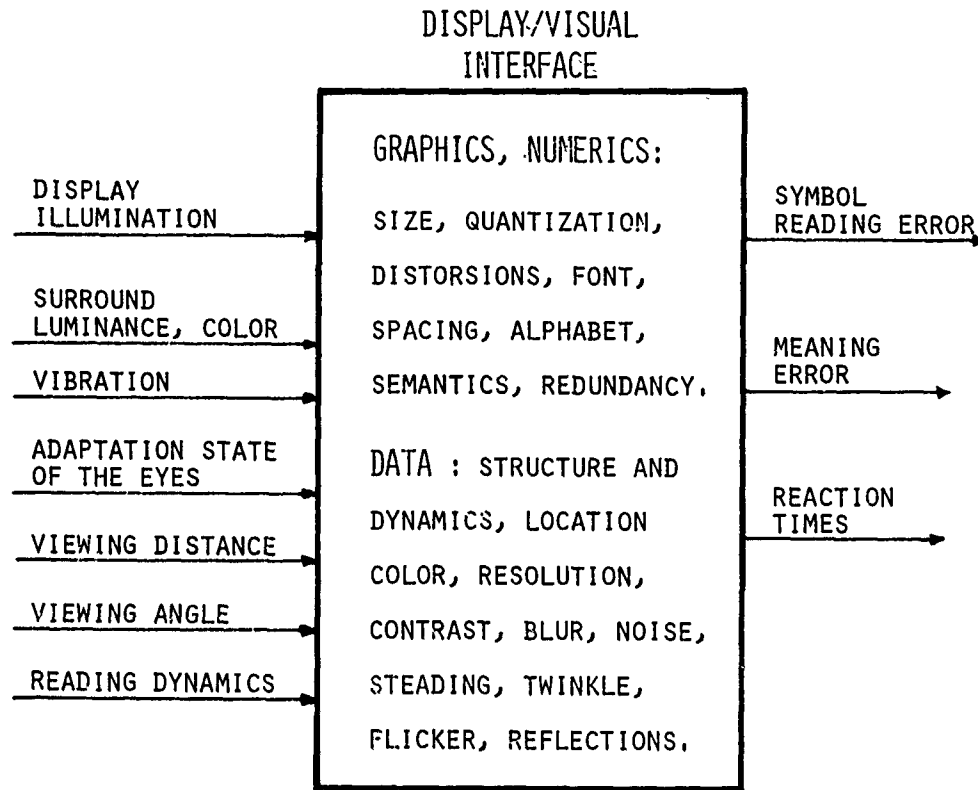 DISPLAY/VISUAL
INTERFACE
DISPLAY
ILLUMINATION
SURROUND
LUMINANCE, COLOR
VIBRATION
ADAPTATION STATE
OF THE EYES
VIEWING DISTANCE
VIEWING ANGLE
READING DYNAMICS
GRAPHICS, NUMERICS:
SIZE, QUANTIZATION,
DISTORSIONS, FONT,
SPACING, ALPHABET,
SEMANTICS, REDUNDANCY.
DATA : STRUCTURE AND
DYNAMICS, LOCATION
COLOR, RESOLUTION,
CONTRAST, BLUR, NOISE,
STEADING, TWINKLE,
FLICKER, REFLECTIONS.
SYMBOL
READING ERROR
MEANING
ERROR
REACTION
TIMES